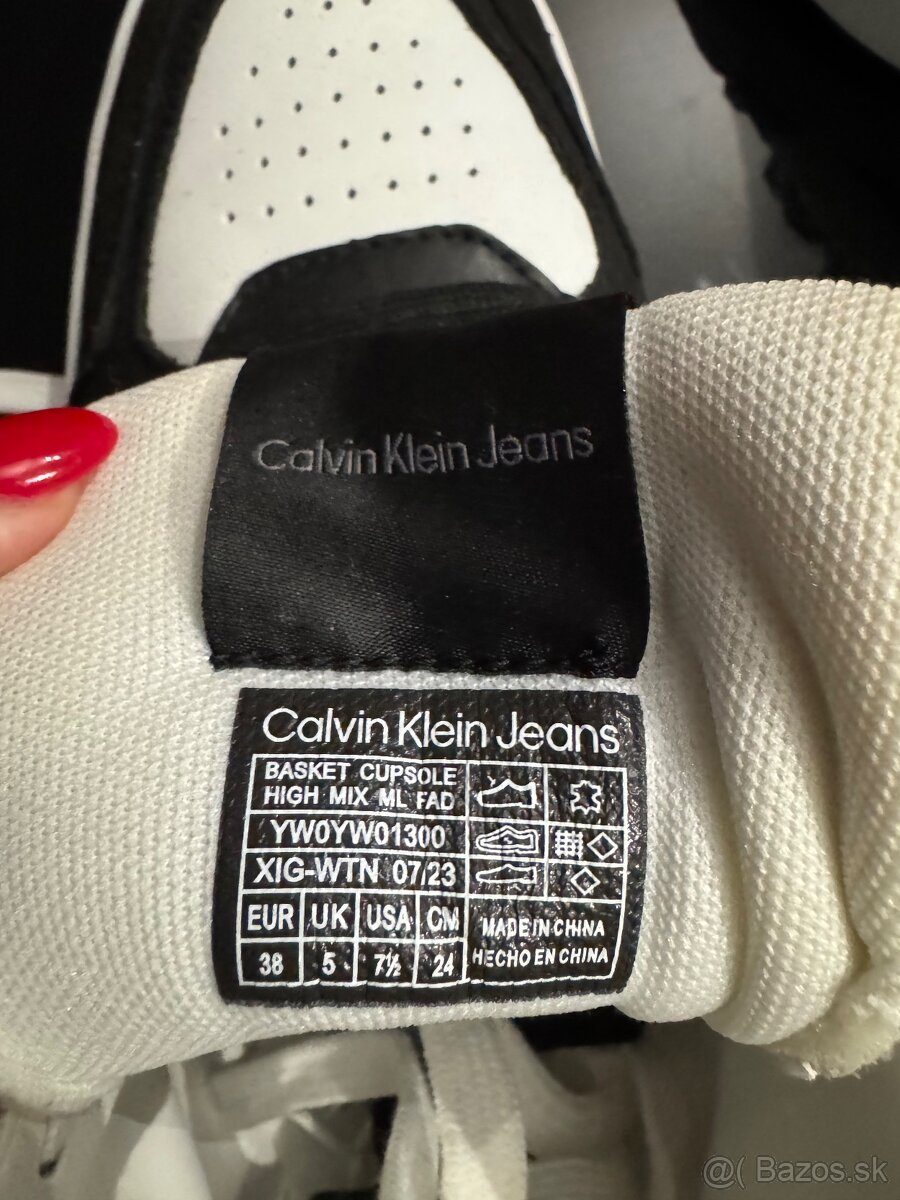 Calvin Klein Jeans
Calvin Klein Jeans
BASKET CUPSOLE
HIGH MIX ML FAD
YW0YW01300
XIG-WTN 07/23
EUR UK USA CM
38 5 7½ 24
MADE IN CHINA
HECHO EN CHINA
@( Bazos.sk